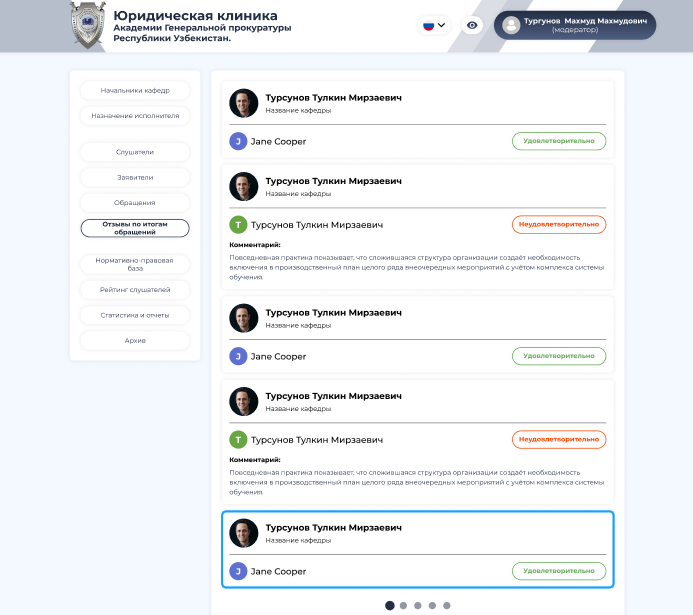 Юридическая клиника
Академии Генеральной прокуратуры
Республики Узбекистан.
Тургунов Махмуд Махмудович
(модератор)
Начальники кафедр
Назначение исполнителя
Слушатели
Заявители
Обращения
Отзывы по итогам
обращений
Нормативно-правовая
база
Рейтинг слушателей
Статистика и отчеты
Архив
Турсунов Тулкин Мирзаевич
Название кафедры
J Jane Cooper Удовлетворительно
Турсунов Тулкин Мирзаевич
Название кафедры
Т Турсунов Тулкин Мирзаевич Неудовлетворительно
Комментарий:
Повседневная практика показывает, что сложившаяся структура организации создаёт необходимость
включения в производственный план целого ряда внеочередных мероприятий с учётом комплекса системы
обучения.
Турсунов Тулкин Мирзаевич
Название кафедры
J Jane Cooper Удовлетворительно
Турсунов Тулкин Мирзаевич
Название кафедры
Т Турсунов Тулкин Мирзаевич Неудовлетворительно
Комментарий:
Повседневная практика показывает, что сложившаяся структура организации создаёт необходимость
включения в производственный план целого ряда внеочередных мероприятий с учётом комплекса системы
обучения.
Турсунов Тулкин Мирзаевич
Название кафедры
J Jane Cooper Удовлетворительно